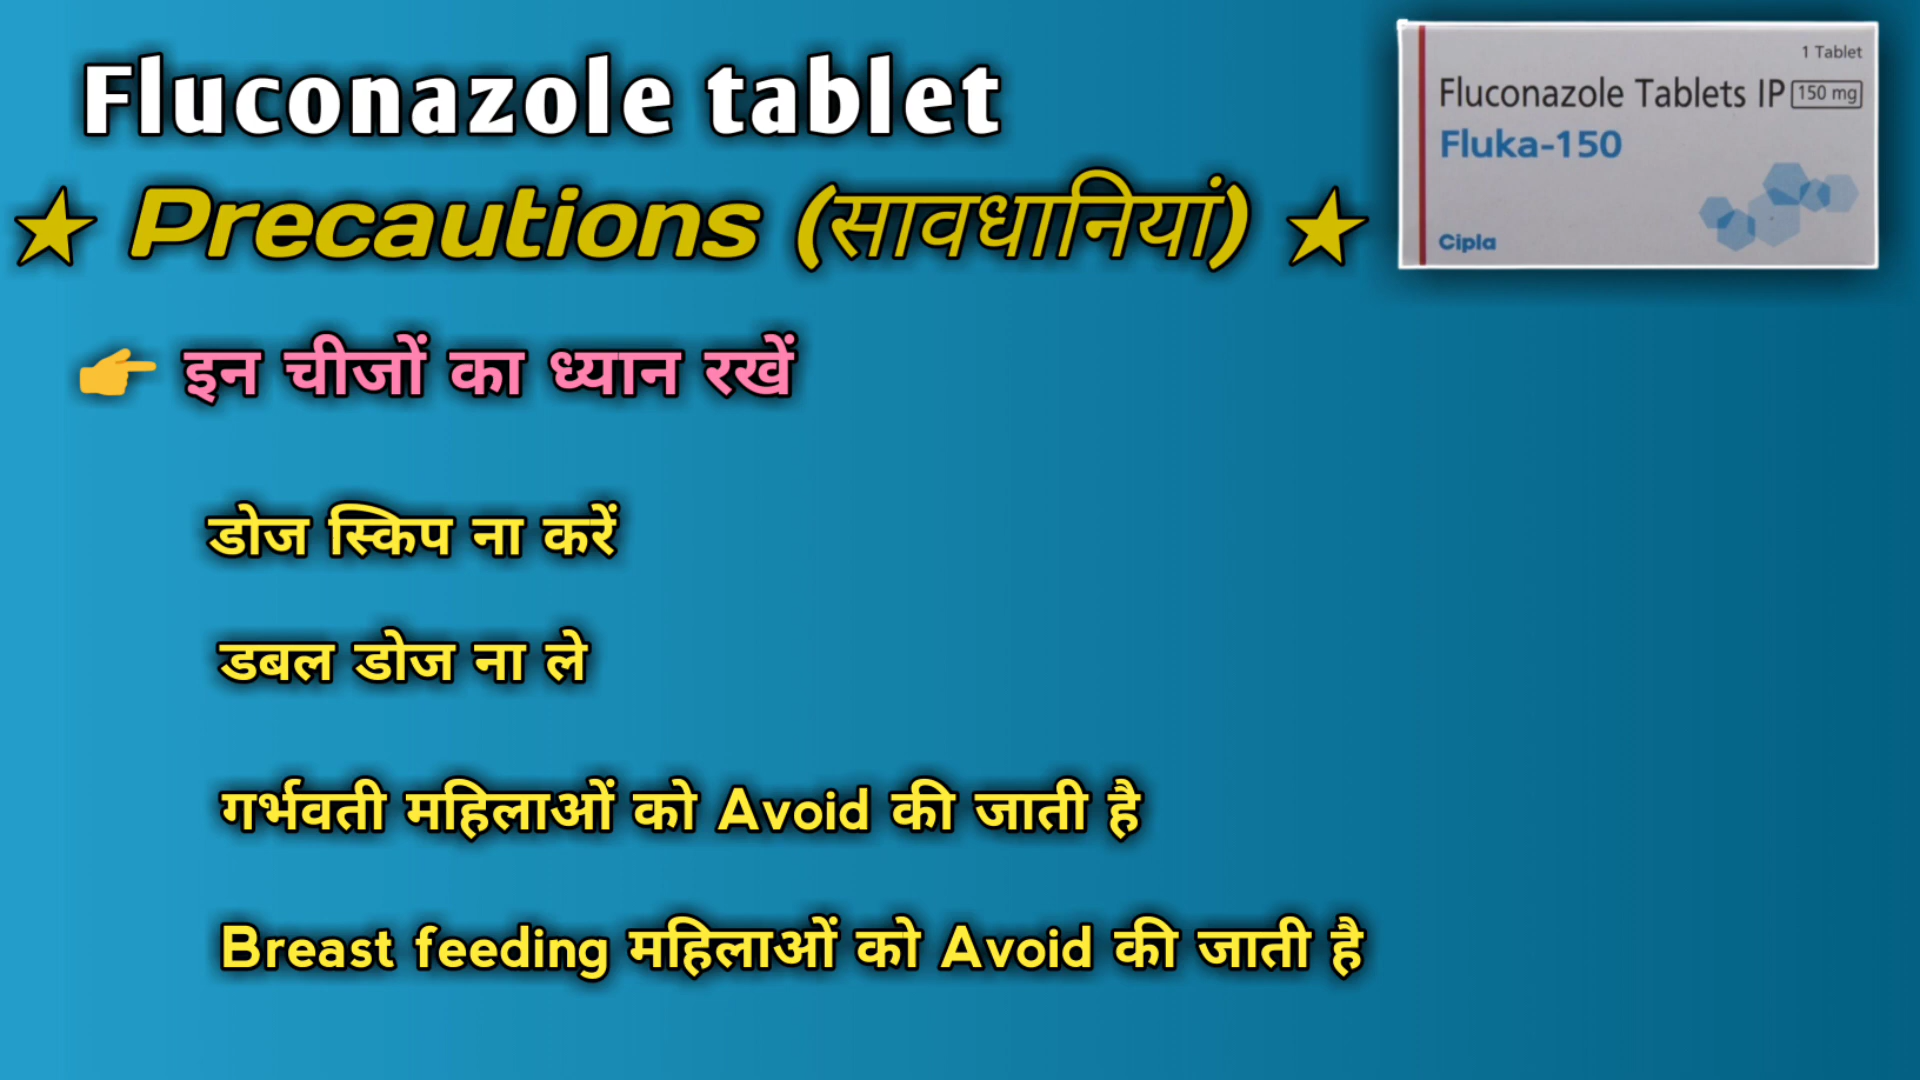 Fluconazole tablet
★ Precautions (सावधानियां) ★
1 Tablet
Fluconazole Tablets IP 150 mg
Fluka-150
Cipla
👉 इन चीजों का ध्यान रखें
डोज स्किप ना करें
डबल डोज ना ले
गर्भवती महिलाओं को Avoid की जाती है
Breast feeding महिलाओं को Avoid की जाती है